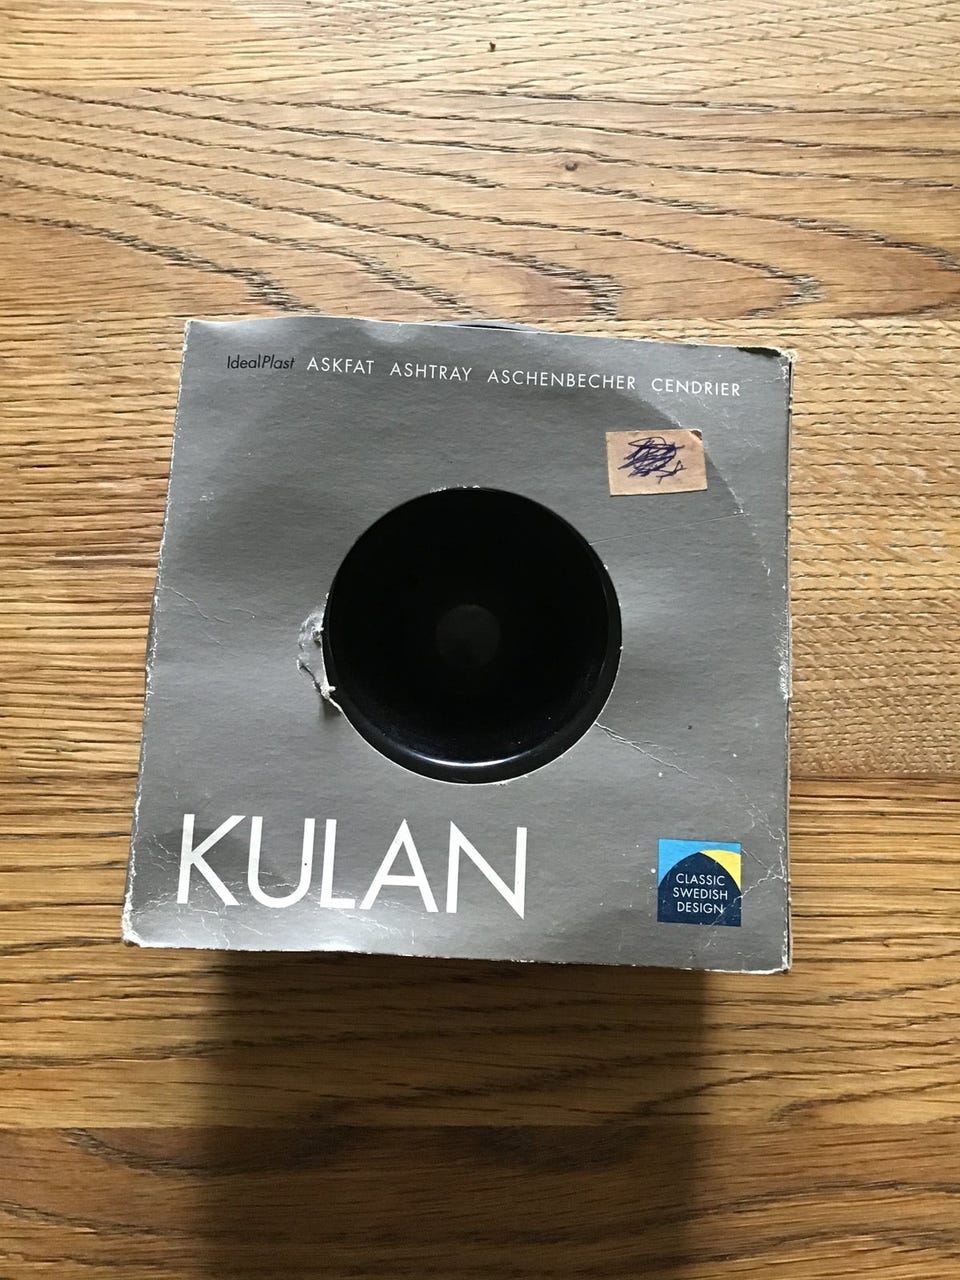 IdealPlast ASKFAT ASHTRAY ASCHENBECHER CENDRIER
KULAN
CLASSIC
SWEDISH
DESIGN